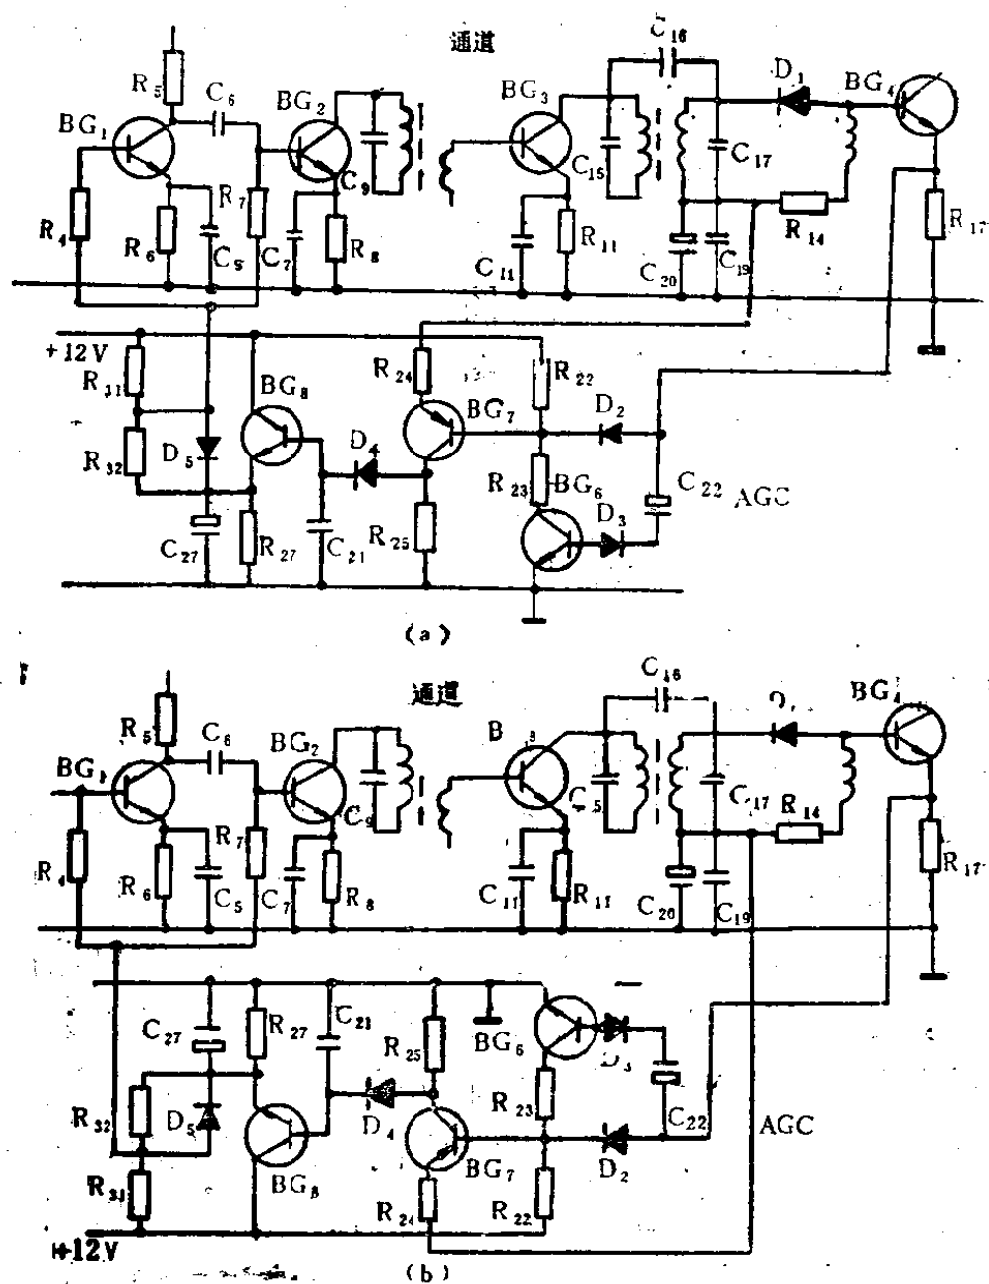 通道
C16
R5
C6
BG2
BG3
D1
BG4
BG1
C9
C15
C17
R4
R6
C5
R7
C7
R8
C11
R11
C20
C19
R14
R17
+12V
R31
R32
D5
BG8
R24
BG7
D4
R22
D2
R23
BG6
D3
C22
AGC
C27
R27
C21
R25
(a)
通道
C16
R5
C6
BG2
BG4
BG1
C9
C17
R14
R4
R6
C5
R7
C7
R8
C11
R11
C20
C19
R17
C27
R27
C21
R25
BG6
R23
C22
AGC
R32
D5
D4
BG7
D2
R31
BG8
R24
R22
+12V
(b)